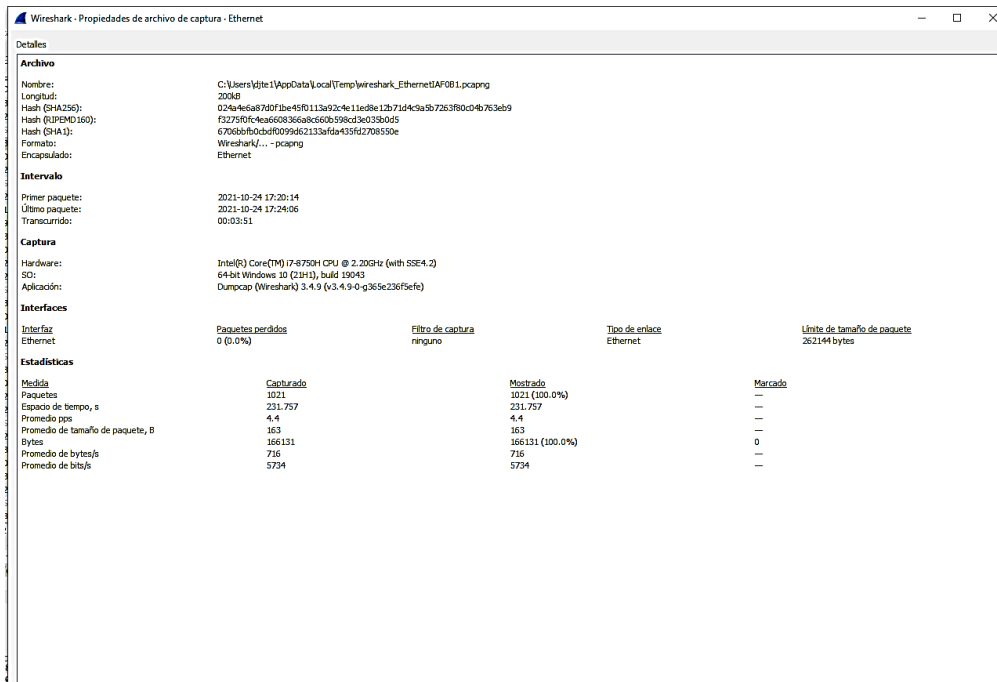 Wireshark · Propiedades de archivo de captura · Ethernet
Detalles
Archivo
Nombre: C:\Users\djte1\AppData\Local\Temp\wireshark_EthernetIAF0B1.pcapng
Longitud: 200kB
Hash (SHA256): 024a4e6a87d0f1be45f0113a92c4e11ed8e12b71d4c9a5b7263f80c04b763eb9
Hash (RIPEMD160): f3275f0fc4ea6608366a8c660b598cd3e035b0d5
Hash (SHA1): 6706bbfb0cbdf0099d62133afda435fd2708550e
Formato: Wireshark/... - pcapng
Encapsulado: Ethernet
Intervalo
Primer paquete: 2021-10-24 17:20:14
Último paquete: 2021-10-24 17:24:06
Transcurrido: 00:03:51
Captura
Hardware: Intel(R) Core(TM) i7-8750H CPU @ 2.20GHz (with SSE4.2)
SO: 64-bit Windows 10 (21H1), build 19043
Aplicación: Dumpcap (Wireshark) 3.4.9 (v3.4.9-0-g365e236f5efe)
Interfaces
Interfaz Paquetes perdidos Filtro de captura Tipo de enlace Límite de tamaño de paquete
Ethernet 0 (0.0%) ninguno Ethernet 262144 bytes
Estadísticas
Medida Capturado Mostrado Marcado
Paquetes 1021 1021 (100.0%) —
Espacio de tiempo, s 231.757 231.757 —
Promedio pps 4.4 4.4 —
Promedio de tamaño de paquete, B 163 163 —
Bytes 166131 166131 (100.0%) 0
Promedio de bytes/s 716 716 —
Promedio de bits/s 5734 5734 —